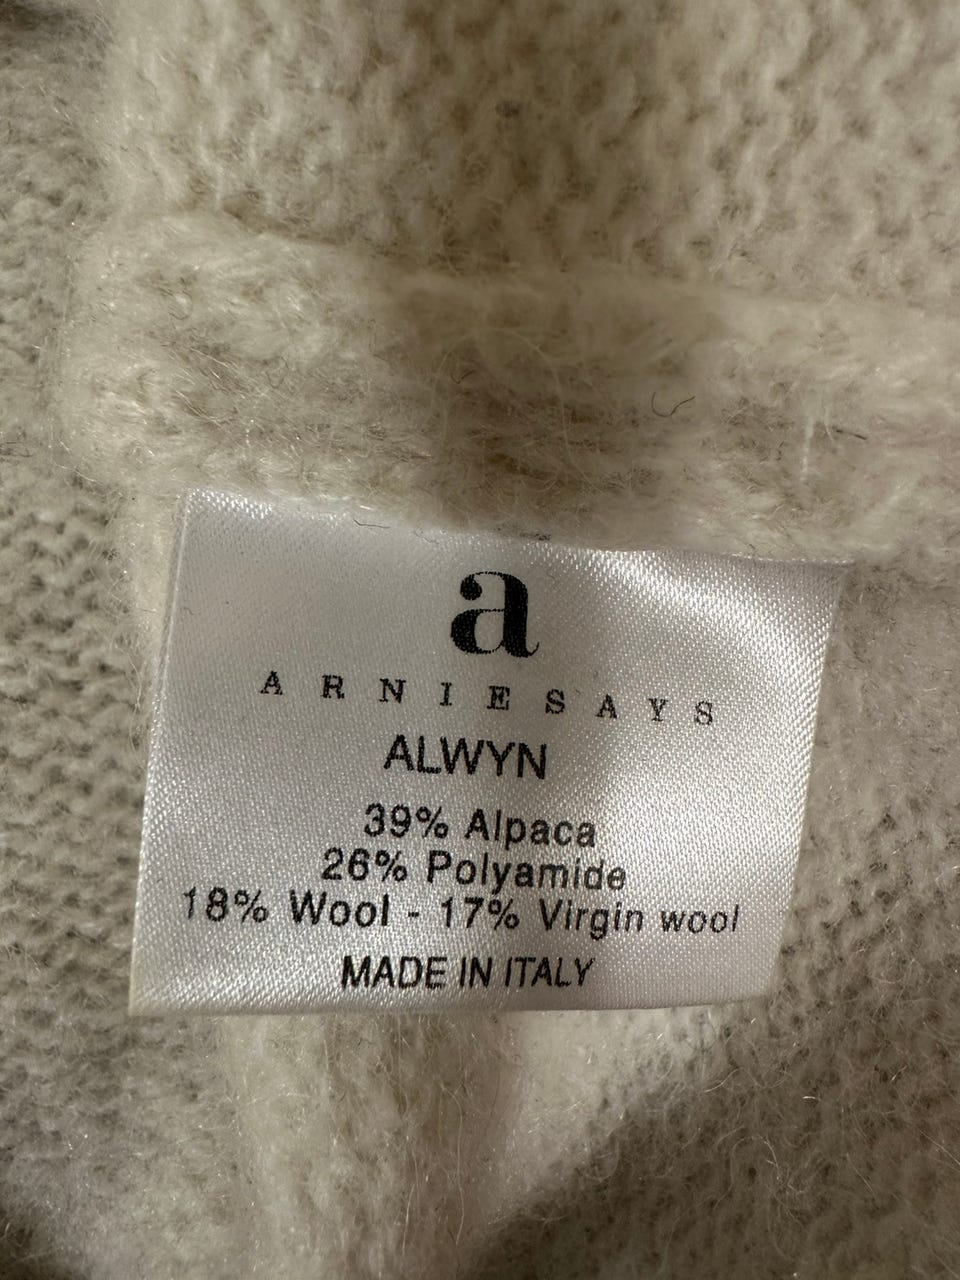 a
ARNIESAYS
ALWYN
39% Alpaca
26% Polyamide
18% Wool - 17% Virgin wool
MADE IN ITALY